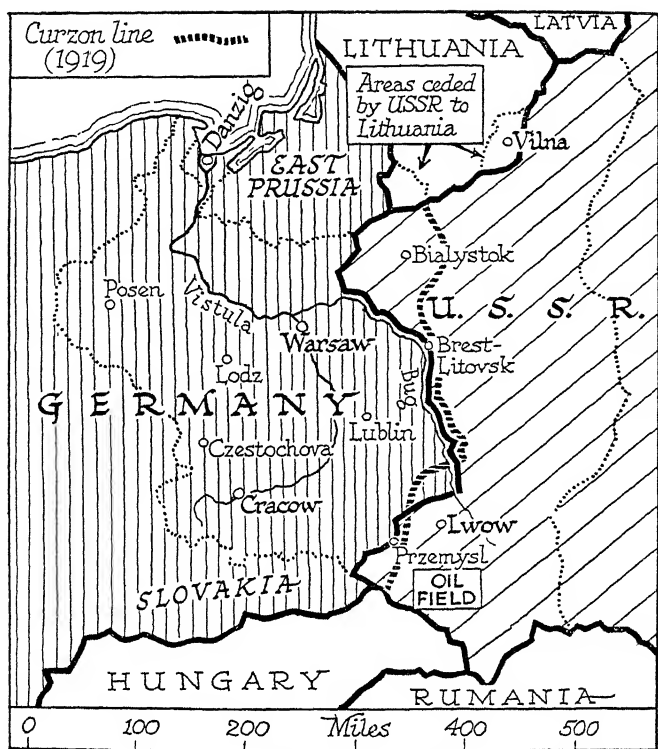 Curzon line
(1919)
LATVIA
LITHUANIA
Areas ceded
by USSR to
Lithuania
Vilna
Danzig
EAST
PRUSSIA
Bialystok
Posen
Vistula
U. S. S. R.
Warsaw
Brest-
Litovsk
Lodz
Bug
GERMANY
Lublin
Czestochova
Cracow
Lwow
Przemysl
OIL
FIELD
SLOVAKIA
HUNGARY
RUMANIA
0 100 200 Miles 400 500